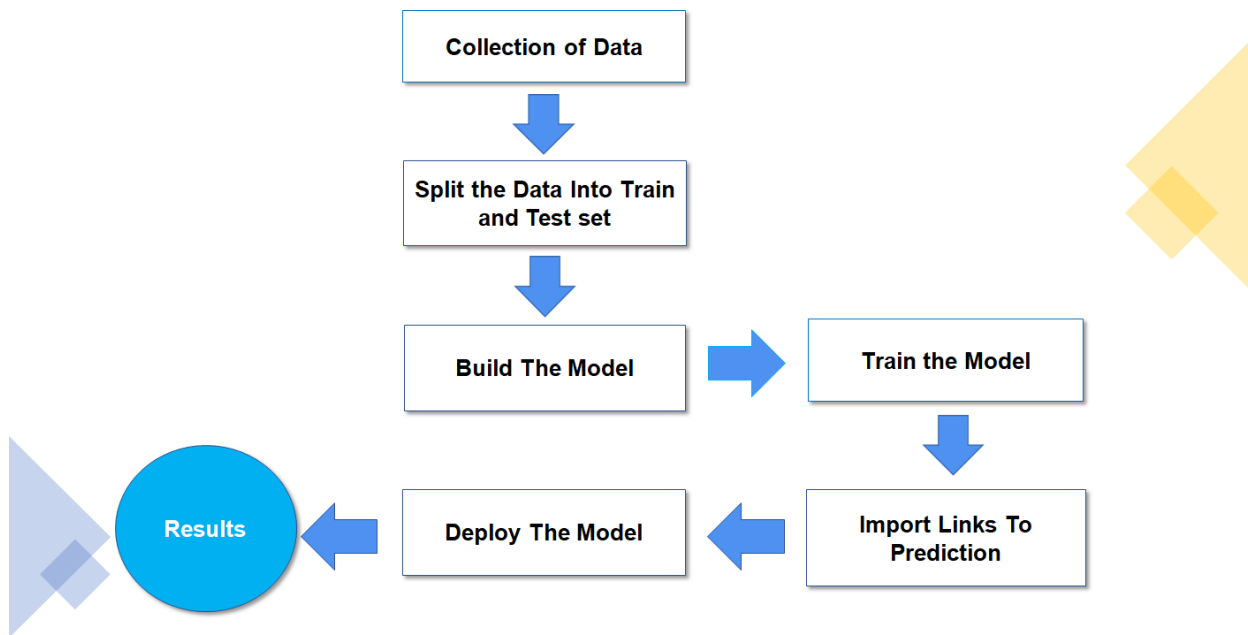 Collection of Data
Split the Data Into Train
and Test set
Build The Model
Train the Model
Import Links To
Prediction
Deploy The Model
Results